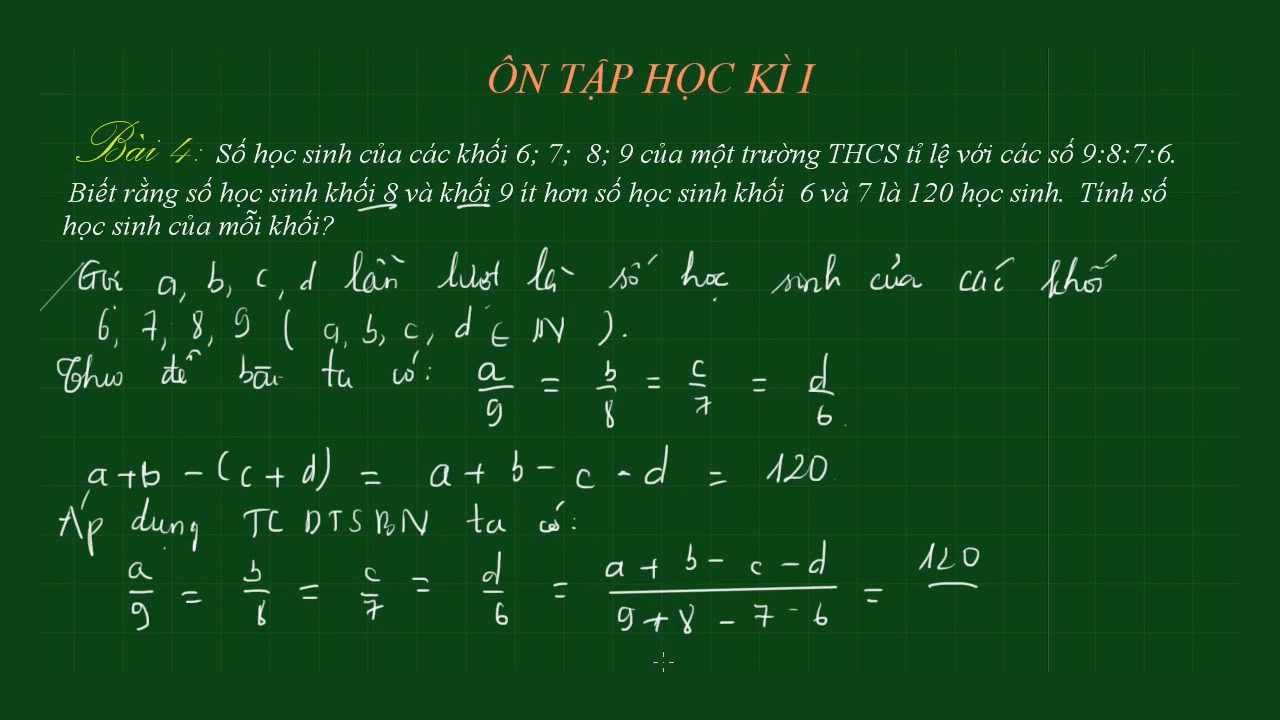 ÔN TẬP HỌC KÌ I
Bài 4: Số học sinh của các khối 6; 7; 8; 9 của một trường THCS tỉ lệ với các số 9:8:7:6.
Biết rằng số học sinh khối 8 và khối 9 ít hơn số học sinh khối 6 và 7 là 120 học sinh. Tính số
học sinh của mỗi khối?
Gọi a, b, c, d lần lượt là số học sinh của các khối
6, 7, 8, 9 ( a, b, c, d ∈ N ).
Theo đề bài ta có: a/9 = b/8 = c/7 = d/6.
a+b - (c+d) = a + b - c - d = 120
Áp dụng TC DTSBN ta có:
a/9 = b/8 = c/7 = d/6 = (a + b - c - d)/(9 + 8 - 7 - 6) = 120/